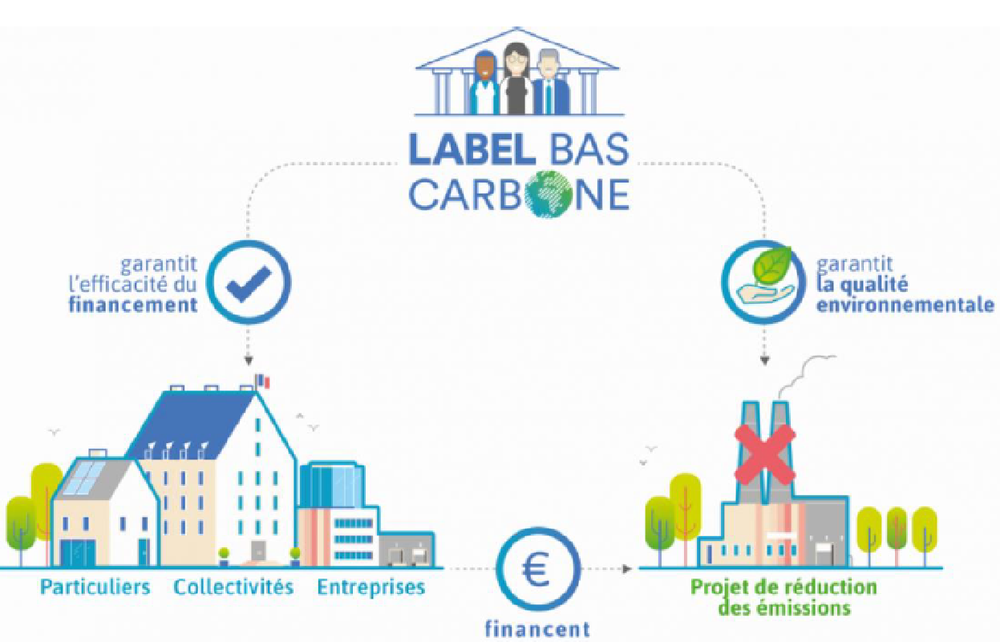 LABEL BAS
CARBONE
garantit
l'efficacité du
financement
garantit
la qualité
environnementale
Particuliers
Collectivités
Entreprises
€
financent
Projet de réduction
des émissions